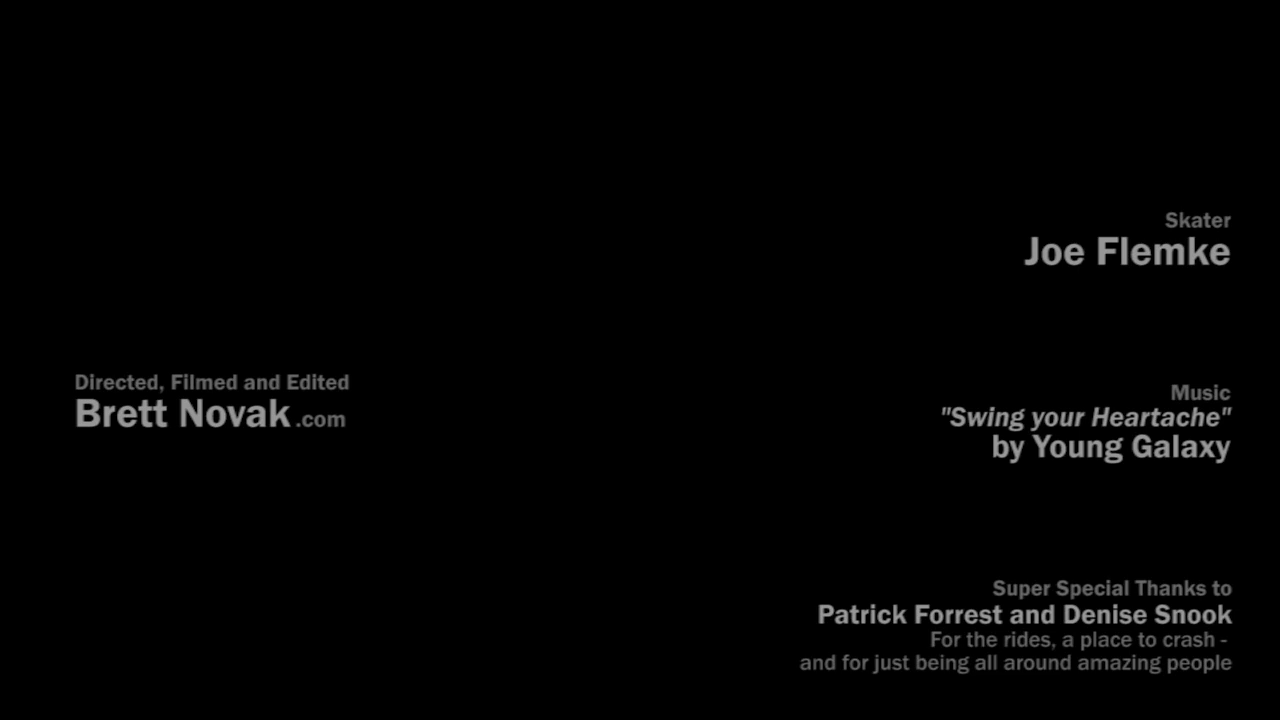 Directed, Filmed and Edited
Brett Novak .com
Skater
Joe Flemke
Music
"Swing your Heartache"
by Young Galaxy
Super Special Thanks to
Patrick Forrest and Denise Snook
For the rides, a place to crash -
and for just being all around amazing people